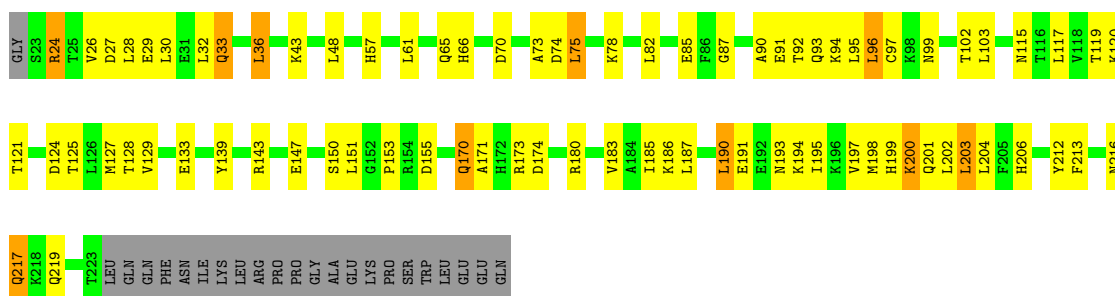 GLY S23 R24 T25 V26 D27 L28 E29 L30 E31 L32 Q33 L36 K43 L48 H57 L61 Q65 H66 D70 A73 D74 L75 K78 L82 E85 F86 G87 A90 E91 T92 Q93 K94 L95 L96 C97 K98 N99 T102 L103 N115 T116 L117 V118 T119 K120
T121 D124 T125 L126 M127 T128 V129 E133 Y139 R143 E147 S150 L151 G152 P153 R154 D155 Q170 A171 H172 R173 D174 R180 V183 A184 I185 K186 L187 L190 E191 E192 N193 K194 I195 K196 V197 M198 H199 K200 Q201 L202 L203 L204 F205 H206 Y212 F213 N216
Q217 K218 Q219 T223 LEU GLN GLN PHE ASN ILE LYS LEU ARG PRO PRO GLY ALA GLU LYS PRO SER TRP LEU GLU GLU GLN